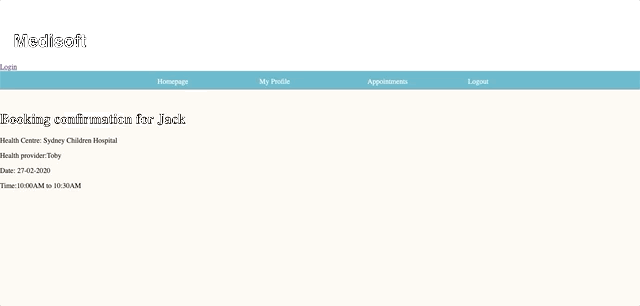 Medisoft
Login
Homepage My Profile Appointments Logout
Booking confirmation for Jack
Health Centre: Sydney Children Hospital
Health provider:Toby
Date: 27-02-2020
Time:10:00AM to 10:30AM